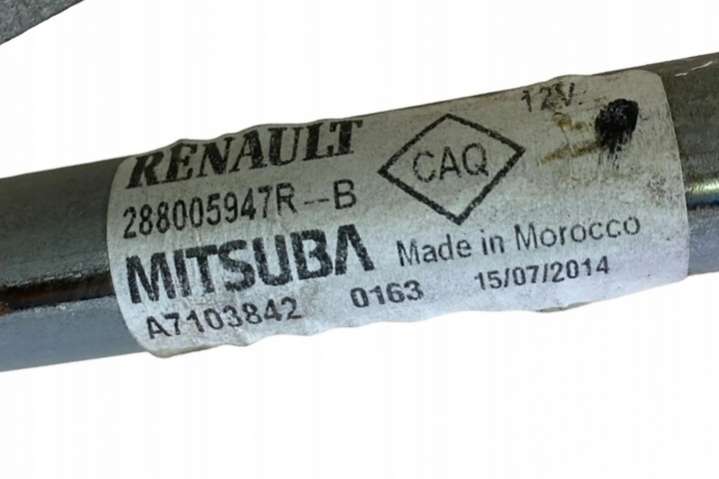 12V
RENAULT
CAQ
288005947R--B
MITSUBA Made in Morocco
A7103842 0163 15/07/2014